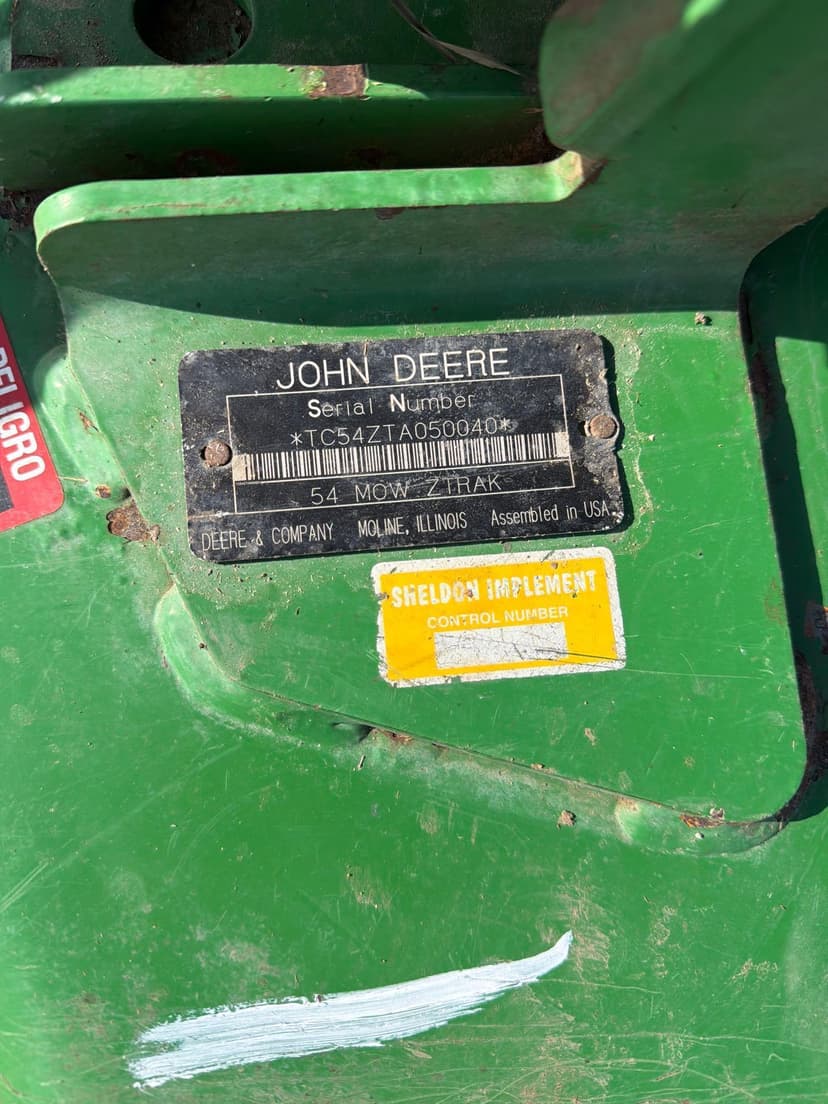 JOHN DEERE
Serial Number
*TC54ZTA050040*
54 MOW ZTRAK
DEERE & COMPANY MOLINE, ILLINOIS Assembled in USA
PELIGRO
SHELDON IMPLEMENT
CONTROL NUMBER